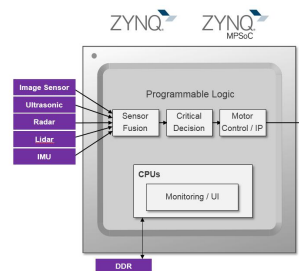 ZYNQ ZYNQ
MPSoC
Programmable Logic
Image Sensor
Ultrasonic
Radar
Lidar
IMU
Sensor
Fusion
Critical
Decision
Motor
Control / IP
CPUs
Monitoring / UI
DDR